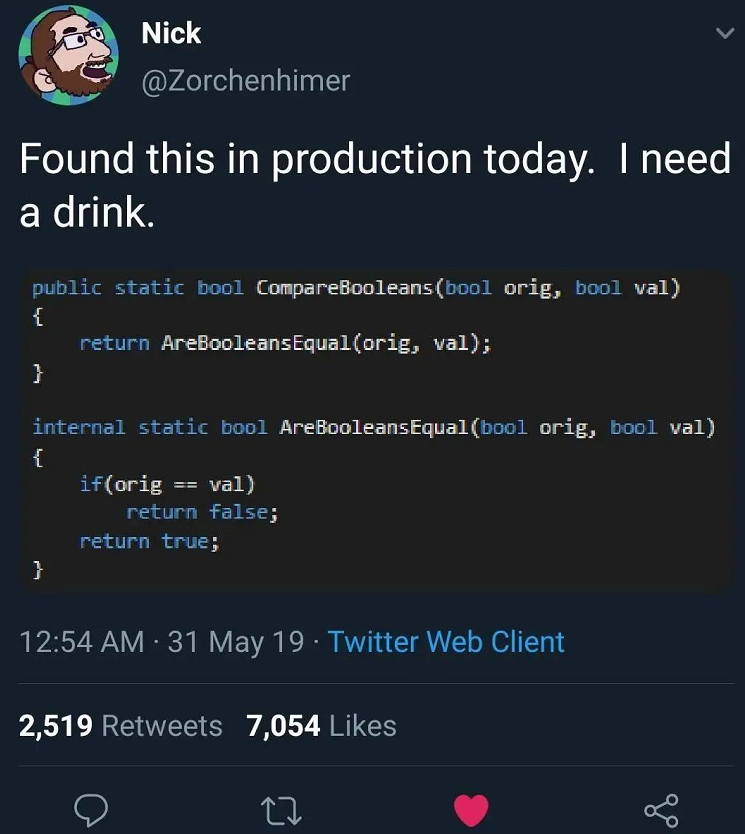 Nick
@Zorchenhimer
Found this in production today.  I need
a drink.
public static bool CompareBooleans(bool orig, bool val)
{
    return AreBooleansEqual(orig, val);
}
internal static bool AreBooleansEqual(bool orig, bool val)
{
    if(orig == val)
        return false;
    return true;
}
12:54 AM · 31 May 19 · Twitter Web Client
2,519 Retweets 7,054 Likes